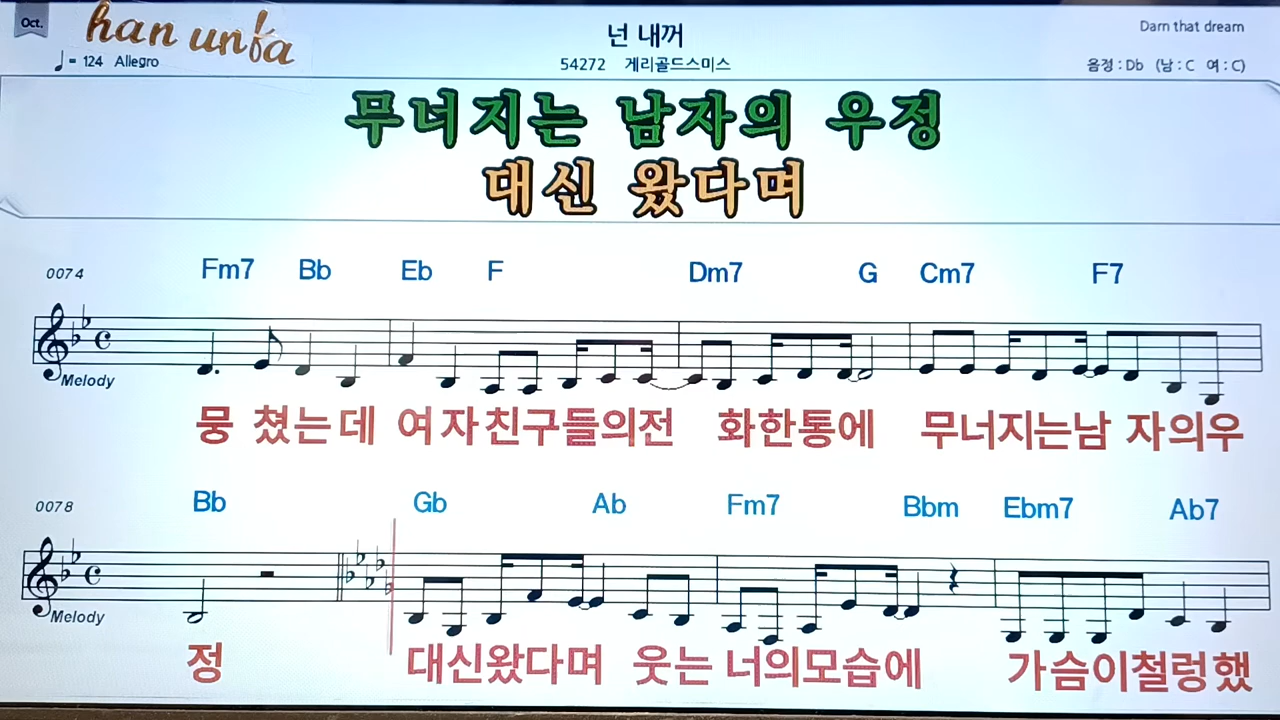 Oct.
han unfa
넌 내꺼
Darn that dream
♩= 124 Allegro
54272 게리골드스미스
음정 : Db (남 : C 여 : C)
무너지는 남자의 우정
대신 왔다며
0074
Fm7 Bb Eb F Dm7 G Cm7 F7
Melody
뭉 쳤는데 여자친구들의전 화한통에 무너지는남 자의우
0078
Bb Gb Ab Fm7 Bbm Ebm7 Ab7
Melody
정 대신왔다며 웃는 너의모습에 가슴이철렁했